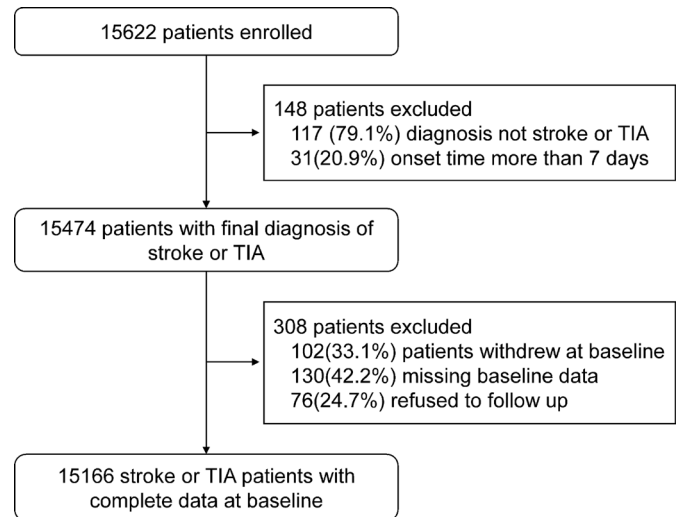 15622 patients enrolled
148 patients excluded
117 (79.1%) diagnosis not stroke or TIA
31(20.9%) onset time more than 7 days
15474 patients with final diagnosis of
stroke or TIA
308 patients excluded
102(33.1%) patients withdrew at baseline
130(42.2%) missing baseline data
76(24.7%) refused to follow up
15166 stroke or TIA patients with
complete data at baseline